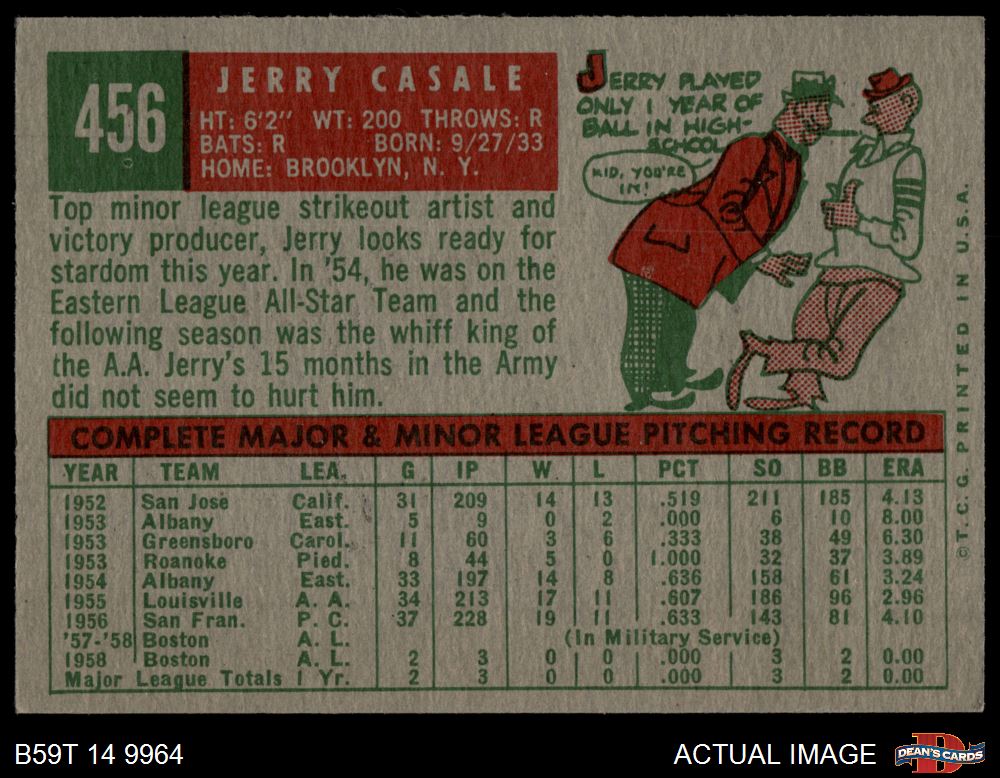 456
JERRY CASALE
HT: 6'2" WT: 200 THROWS: R
BATS: R BORN: 9/27/33
HOME: BROOKLYN, N. Y.
Top minor league strikeout artist and
victory producer, Jerry looks ready for
stardom this year. In '54, he was on the
Eastern League All-Star Team and the
following season was the whiff king of
the A.A. Jerry's 15 months in the Army
did not seem to hurt him.
JERRY PLAYED
ONLY 1 YEAR OF
BALL IN HIGH-
SCHOOL
KID, YOU'RE
IN!
COMPLETE MAJOR & MINOR LEAGUE PITCHING RECORD
YEAR TEAM LEA. G IP W L PCT SO BB ERA
1952 San Jose Calif. 31 209 14 13 .519 211 185 4.13
1953 Albany East. 5 9 0 2 .000 6 10 8.00
1953 Greensboro Carol. 11 60 3 6 .333 38 49 6.30
1953 Roanoke Pied. 8 44 5 0 1.000 32 37 3.89
1954 Albany East. 33 197 14 8 .636 158 61 3.24
1955 Louisville A. A. 34 213 17 11 .607 186 96 2.96
1956 San Fran. P. C. 37 228 19 11 .633 143 81 4.10
'57-'58 Boston A. L. (In Military Service)
1958 Boston A. L. 2 3 0 0 .000 3 2 0.00
Major League Totals 1 Yr. 2 3 0 0 .000 3 2 0.00
©T.C.G. PRINTED IN U.S.A.
B59T 14 9964
ACTUAL IMAGE
DEAN'S CARDS